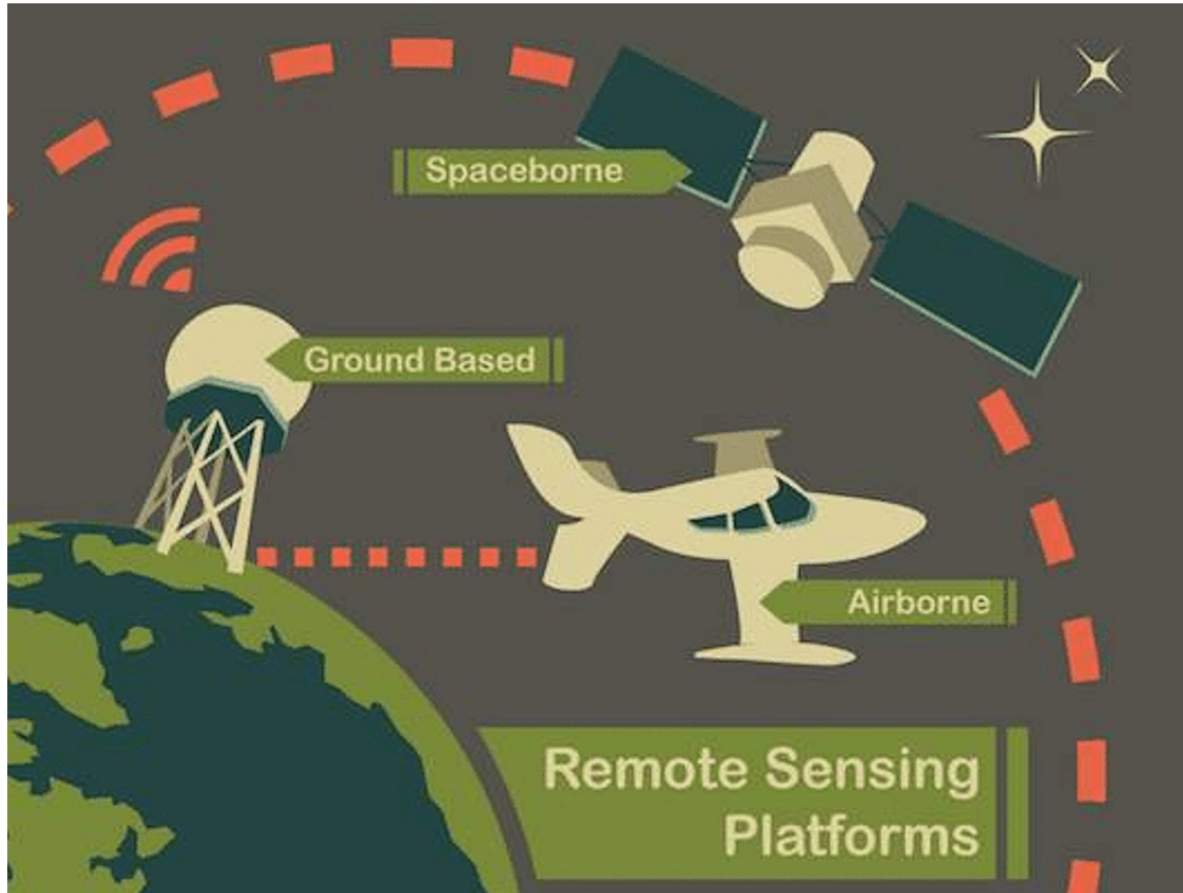 Spaceborne
Ground Based
Airborne
Remote Sensing
Platforms